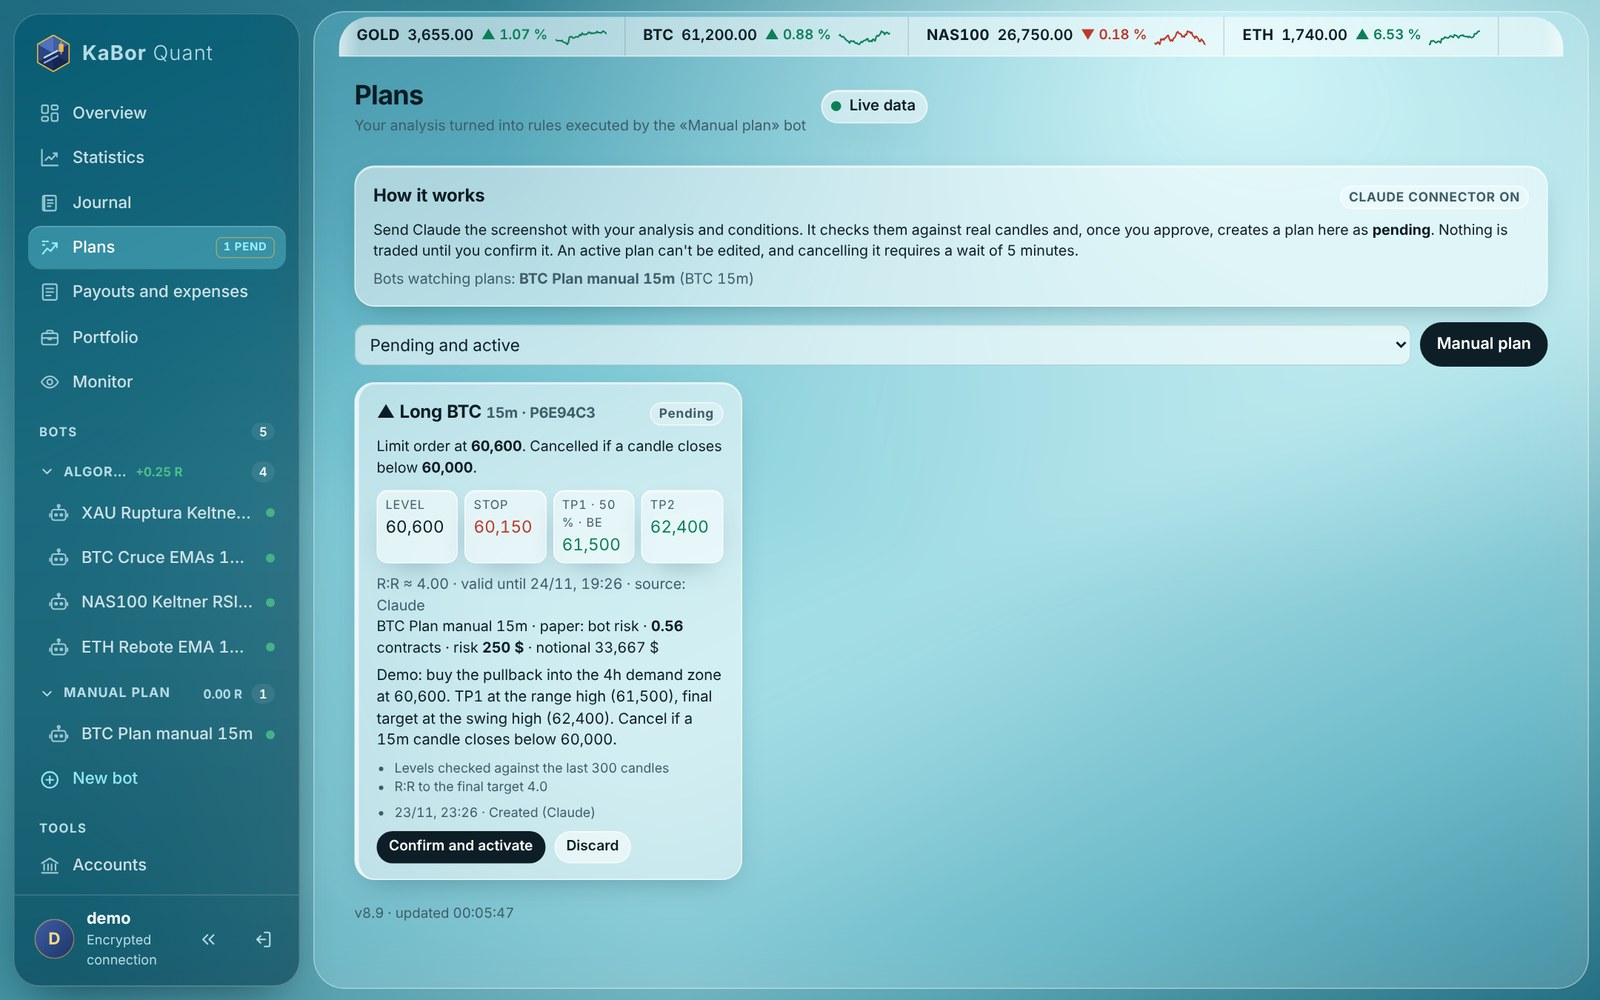 KaBor Quant
Overview
Statistics
Journal
Plans 1 PEND
Payouts and expenses
Portfolio
Monitor
BOTS 5
ALGOR... +0.25 R 4
XAU Ruptura Keltne...
BTC Cruce EMAs 1...
NAS100 Keltner RSI...
ETH Rebote EMA 1...
MANUAL PLAN 0.00 R 1
BTC Plan manual 15m
New bot
TOOLS
Accounts
D
demo
Encrypted
connection
GOLD 3,655.00 ▲ 1.07 % BTC 61,200.00 ▲ 0.88 % NAS100 26,750.00 ▼ 0.18 % ETH 1,740.00 ▲ 6.53 %
Plans
Your analysis turned into rules executed by the «Manual plan» bot
Live data
How it works
CLAUDE CONNECTOR ON
Send Claude the screenshot with your analysis and conditions. It checks them against real candles and, once you approve, creates a plan here as pending. Nothing is
traded until you confirm it. An active plan can't be edited, and cancelling it requires a wait of 5 minutes.
Bots watching plans: BTC Plan manual 15m (BTC 15m)
Pending and active
Manual plan
▲ Long BTC 15m · P6E94C3 Pending
Limit order at 60,600. Cancelled if a candle closes
below 60,000.
LEVEL
60,600
STOP
60,150
TP1 · 50
% · BE
61,500
TP2
62,400
R:R ≈ 4.00 · valid until 24/11, 19:26 · source:
Claude
BTC Plan manual 15m · paper: bot risk · 0.56
contracts · risk 250 $ · notional 33,667 $
Demo: buy the pullback into the 4h demand zone
at 60,600. TP1 at the range high (61,500), final
target at the swing high (62,400). Cancel if a
15m candle closes below 60,000.
• Levels checked against the last 300 candles
• R:R to the final target 4.0
• 23/11, 23:26 · Created (Claude)
Confirm and activate Discard
v8.9 · updated 00:05:47